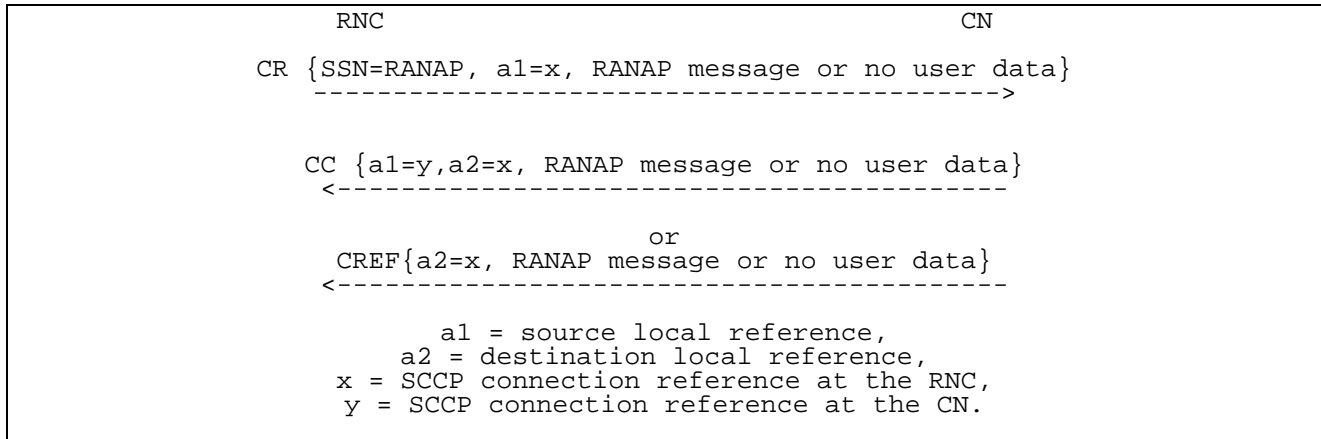 RNC CN
CR {SSN=RANAP, a1=x, RANAP message or no user data}
------------------------------------------->
CC {a1=y,a2=x, RANAP message or no user data}
<------------------------------------------
or
CREF{a2=x, RANAP message or no user data}
<------------------------------------------
a1 = source local reference,
a2 = destination local reference,
x = SCCP connection reference at the RNC,
y = SCCP connection reference at the CN.